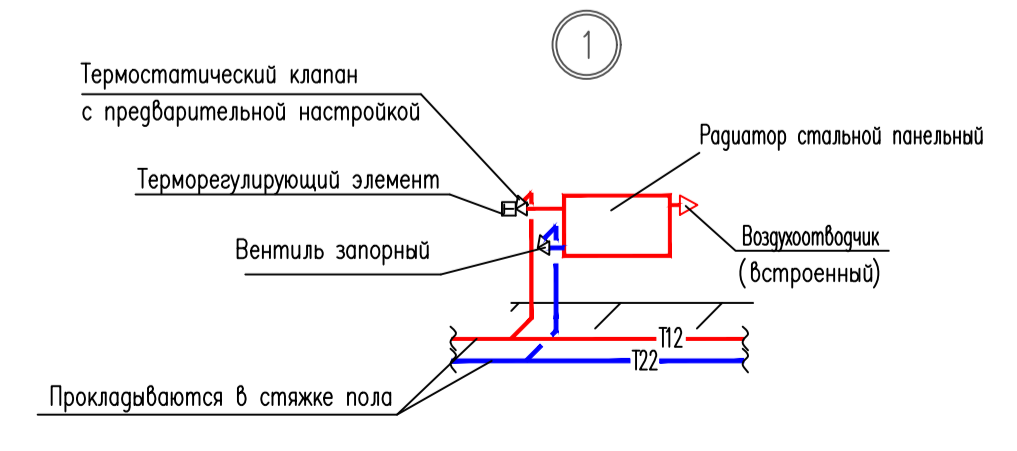 1
Термостатический клапан
с предварительной настройкой
Радиатор стальной панельный
Терморегулирующий элемент
Воздухоотводчик
(встроенный)
Вентиль запорный
Т12
Т22
Прокладываются в стяжке пола